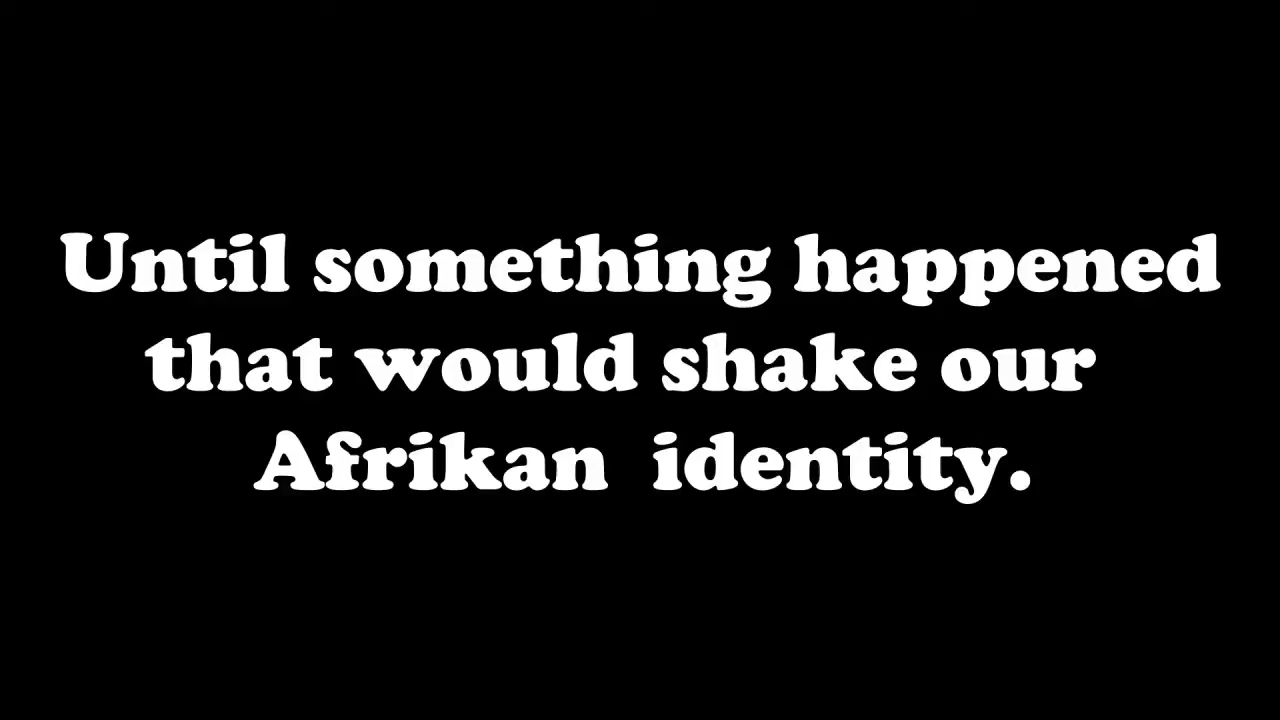 Until something happened
that would shake our
Afrikan  identity.